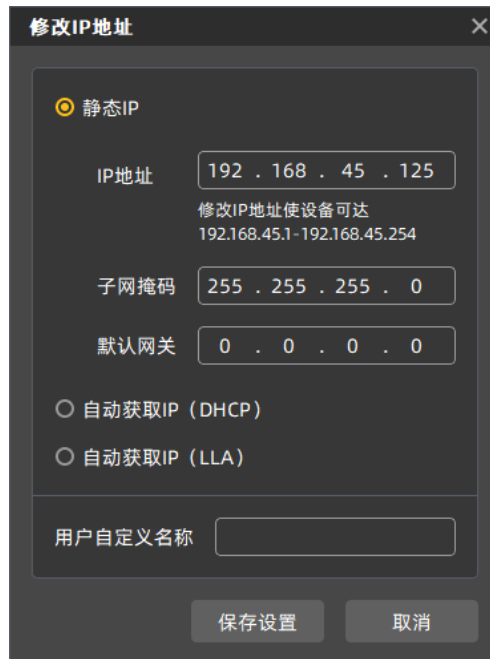 修改IP地址
静态IP
IP地址 192 . 168 . 45 . 125
修改IP地址使设备可达
192.168.45.1-192.168.45.254
子网掩码 255 . 255 . 255 . 0
默认网关 0 . 0 . 0 . 0
自动获取IP（DHCP）
自动获取IP（LLA）
用户自定义名称
保存设置 取消